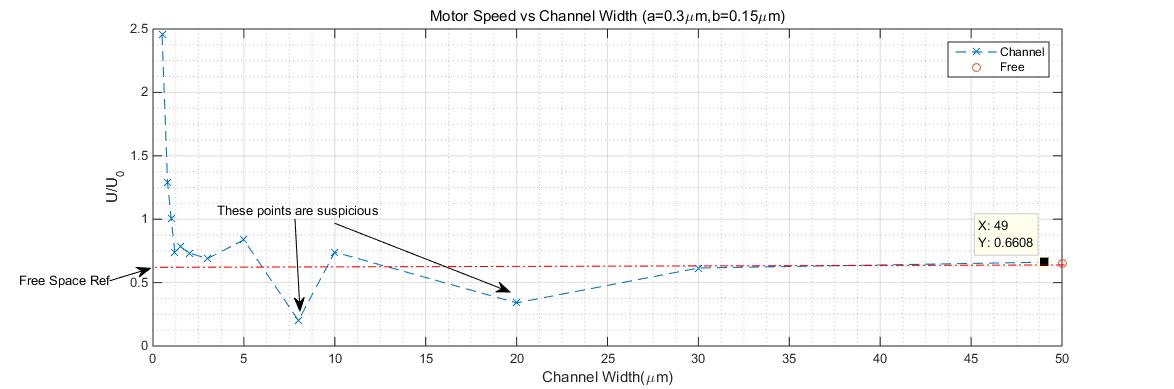 Motor Speed vs Channel Width (a=0.3μm,b=0.15μm)
2.5
2
1.5
1
0.5
0
U/U0
Channel
Free
These points are suspicious
X: 49
Y: 0.6608
Free Space Ref
0 5 10 15 20 25 30 35 40 45 50
Channel Width(μm)